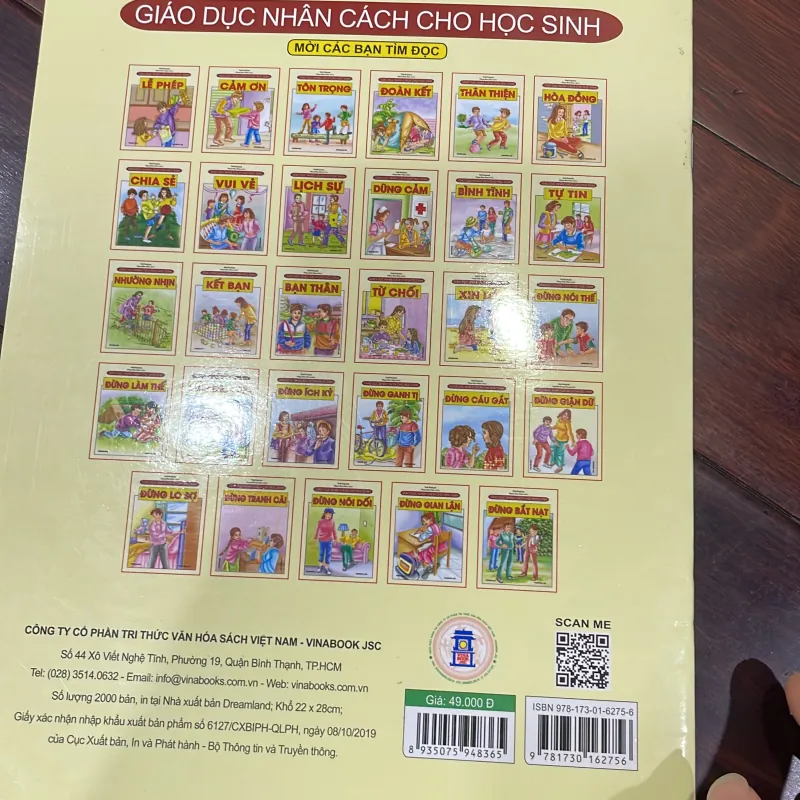 GIÁO DỤC NHÂN CÁCH CHO HỌC SINH
MỜI CÁC BẠN TÌM ĐỌC
LỄ PHÉP
CẢM ƠN
TÔN TRỌNG
ĐOÀN KẾT
THÂN THIỆN
HÒA ĐỒNG
CHIA SẺ
VUI VẺ
LỊCH SỰ
DŨNG CẢM
BÌNH TĨNH
TỰ TIN
NHƯỜNG NHỊN
KẾT BẠN
BẠN THÂN
TỪ CHỐI
XIN
ĐỪNG NÓI THẾ
ĐỪNG LÀM THẾ
ĐỪNG ÍCH KỶ
ĐỪNG GANH TỊ
ĐỪNG CÁU GẮT
ĐỪNG GIẬN DỮ
ĐỪNG LO SỢ
ĐỪNG TRANH CÃI
ĐỪNG NÓI DỐI
ĐỪNG GIAN LẬN
ĐỪNG BẮT NẠT
CÔNG TY CỔ PHẦN TRI THỨC VĂN HÓA SÁCH VIỆT NAM - VINABOOK JSC
Số 44 Xô Viết Nghệ Tĩnh, Phường 19, Quận Bình Thạnh, TP.HCM
Tel: (028) 3514.0632 - Email: info@vinabooks.com.vn - Web: vinabooks.com.vn
Số lượng 2000 bản, in tại Nhà xuất bản Dreamland; Khổ 22 x 28cm;
Giấy xác nhận nhập khẩu xuất bản phẩm số 6127/CXBIPH-QLPH, ngày 08/10/2019
của Cục Xuất bản, In và Phát hành - Bộ Thông tin và Truyền thông.
SCAN ME
Giá: 49.000 Đ
8 935075 948365
ISBN 978-173-01-6275-6
9 781730 162756